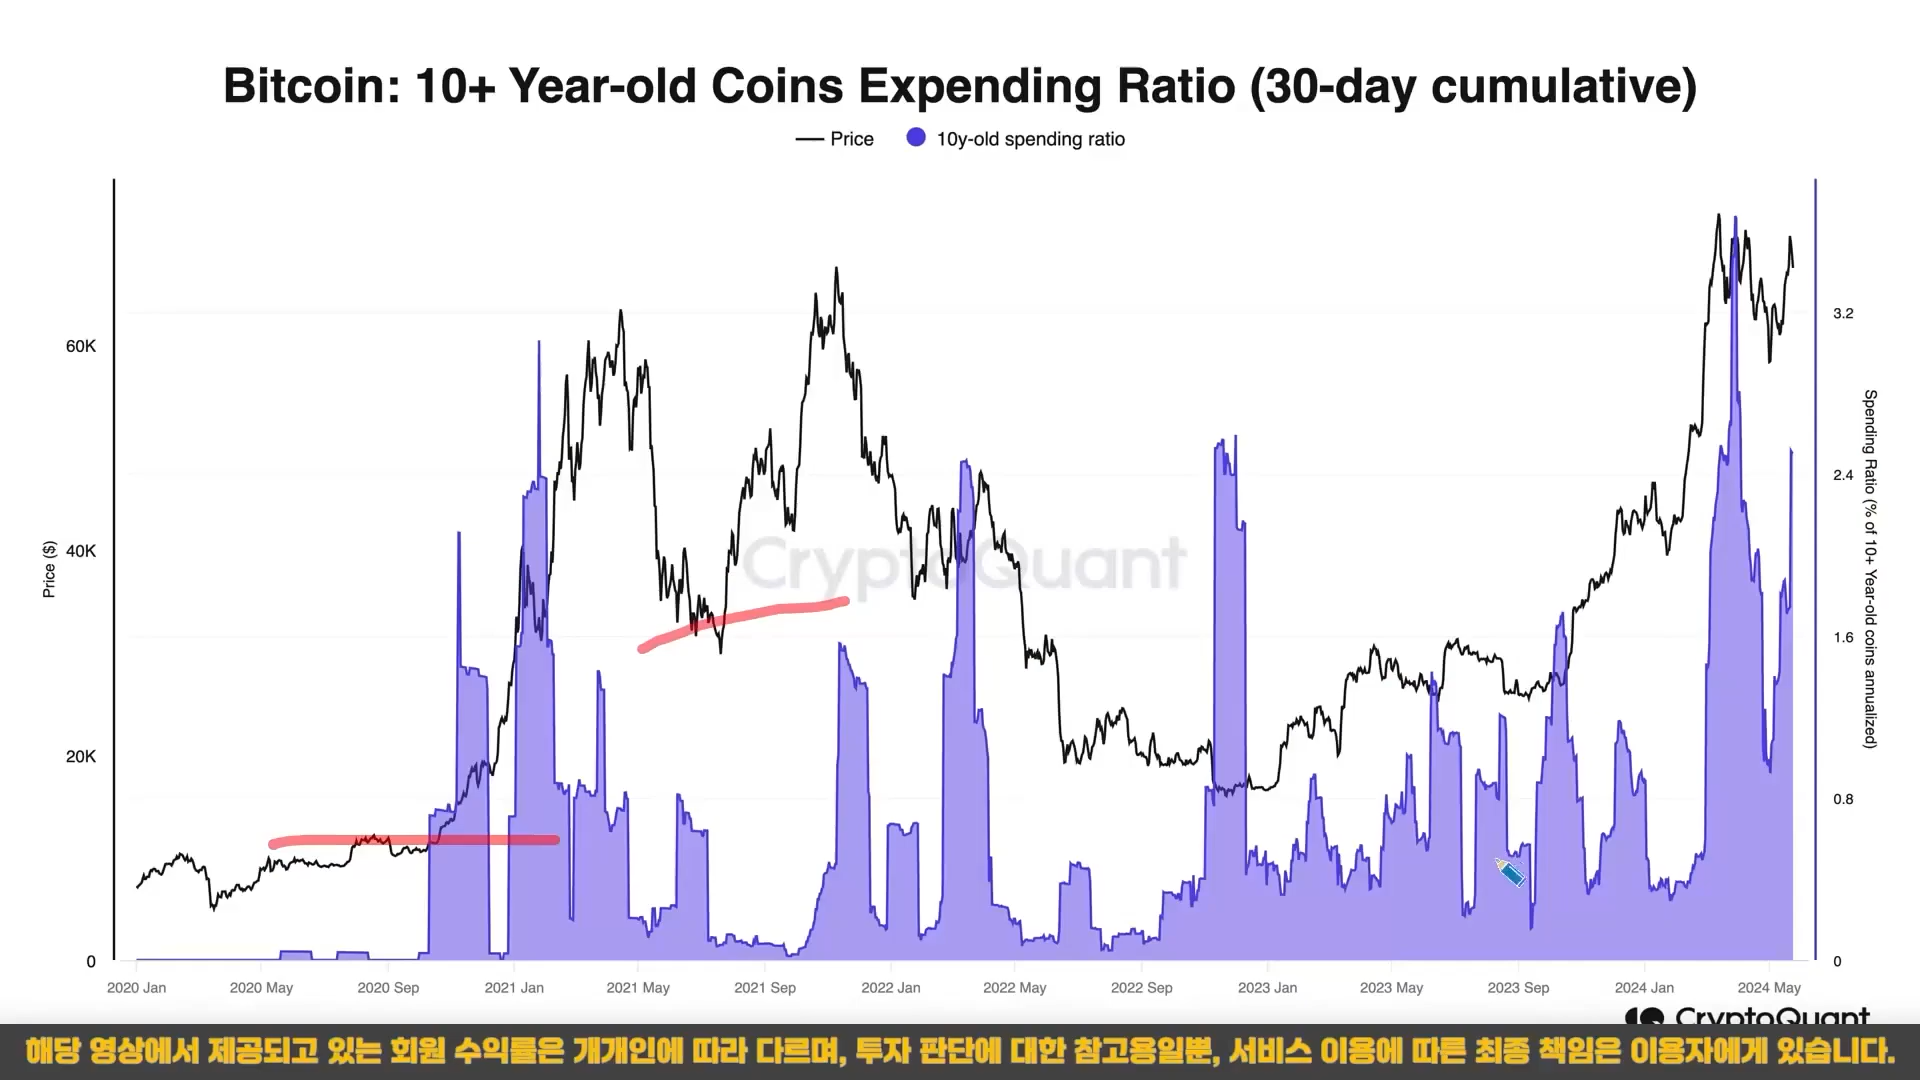 Bitcoin: 10+ Year-old Coins Expending Ratio (30-day cumulative)
Price 10y-old spending ratio
60K
40K
20K
0
Price ($)
3.2
2.4
1.6
0.8
0
Spending Ratio (% of 10+ Year-old coins annualized)
CryptoQuant
2020 Jan 2020 May 2020 Sep 2021 Jan 2021 May 2021 Sep 2022 Jan 2022 May 2022 Sep 2023 Jan 2023 May 2023 Sep 2024 Jan 2024 May
CryptoQuant
해당 영상에서 제공되고 있는 회원 수익률은 개개인에 따라 다르며, 투자 판단에 대한 참고용일뿐, 서비스 이용에 따른 최종 책임은 이용자에게 있습니다.